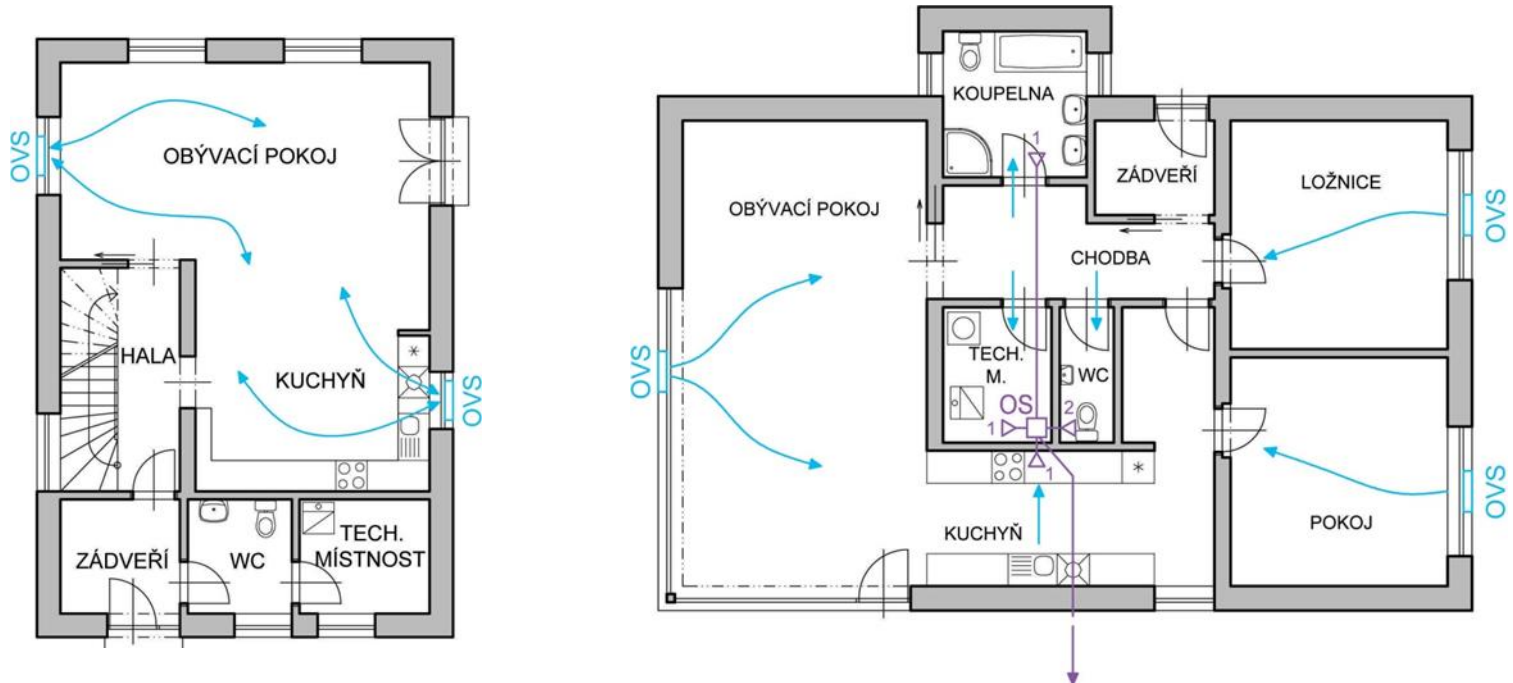 OVS
OBÝVACÍ POKOJ
HALA
KUCHYŇ
*
OVS
ZÁDVEŘÍ
WC
TECH.
MÍSTNOST
KOUPELNA
1
ZÁDVEŘÍ
LOŽNICE
OVS
OBÝVACÍ POKOJ
CHODBA
OVS
TECH.
M.
WC
OS
1
2
1
*
KUCHYŇ
POKOJ
OVS